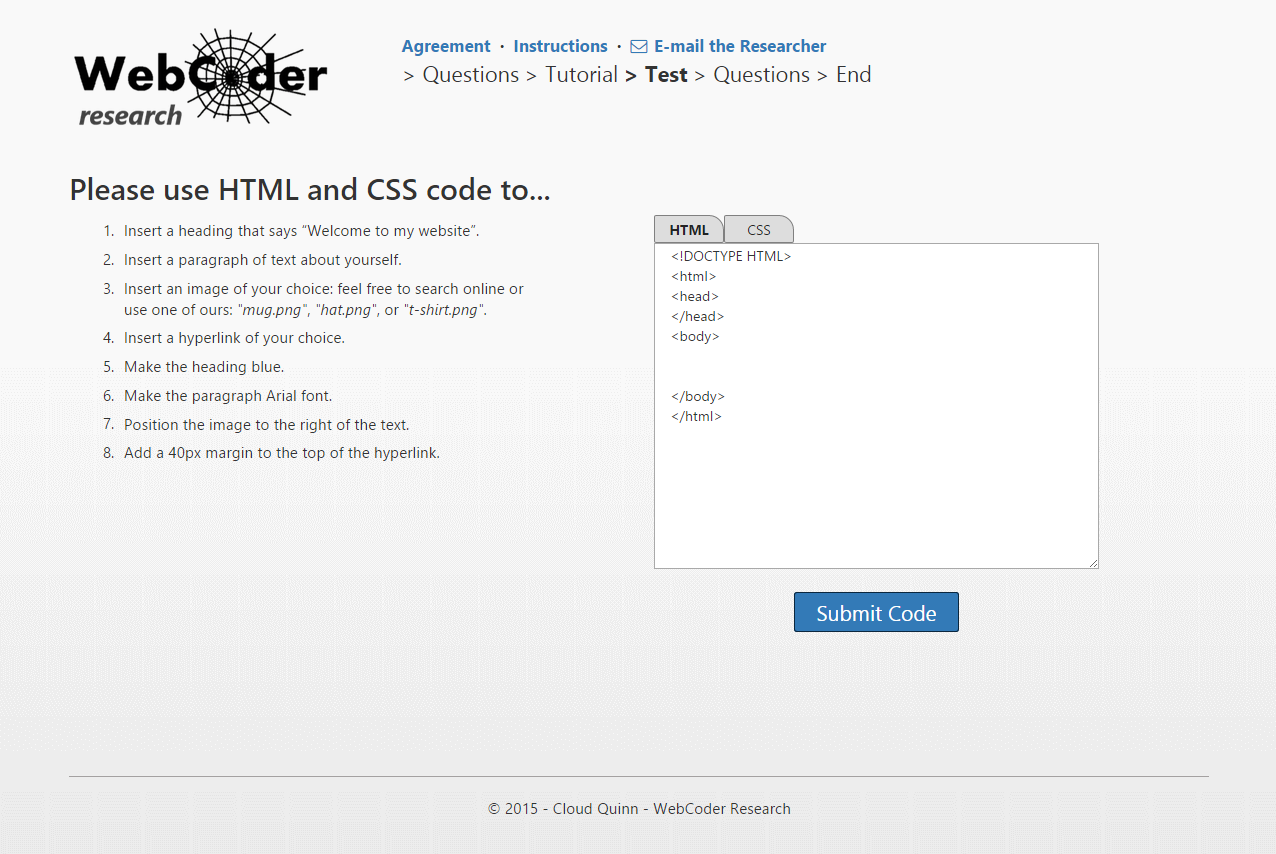 WebCoder
research
Agreement · Instructions · E-mail the Researcher
> Questions > Tutorial > Test > Questions > End
Please use HTML and CSS code to...
1. Insert a heading that says “Welcome to my website”.
2. Insert a paragraph of text about yourself.
3. Insert an image of your choice: feel free to search online or
use one of ours: "mug.png", "hat.png", or "t-shirt.png".
4. Insert a hyperlink of your choice.
5. Make the heading blue.
6. Make the paragraph Arial font.
7. Position the image to the right of the text.
8. Add a 40px margin to the top of the hyperlink.
HTML CSS
<!DOCTYPE HTML>
<html>
<head>
</head>
<body>
</body>
</html>
Submit Code
© 2015 - Cloud Quinn - WebCoder Research